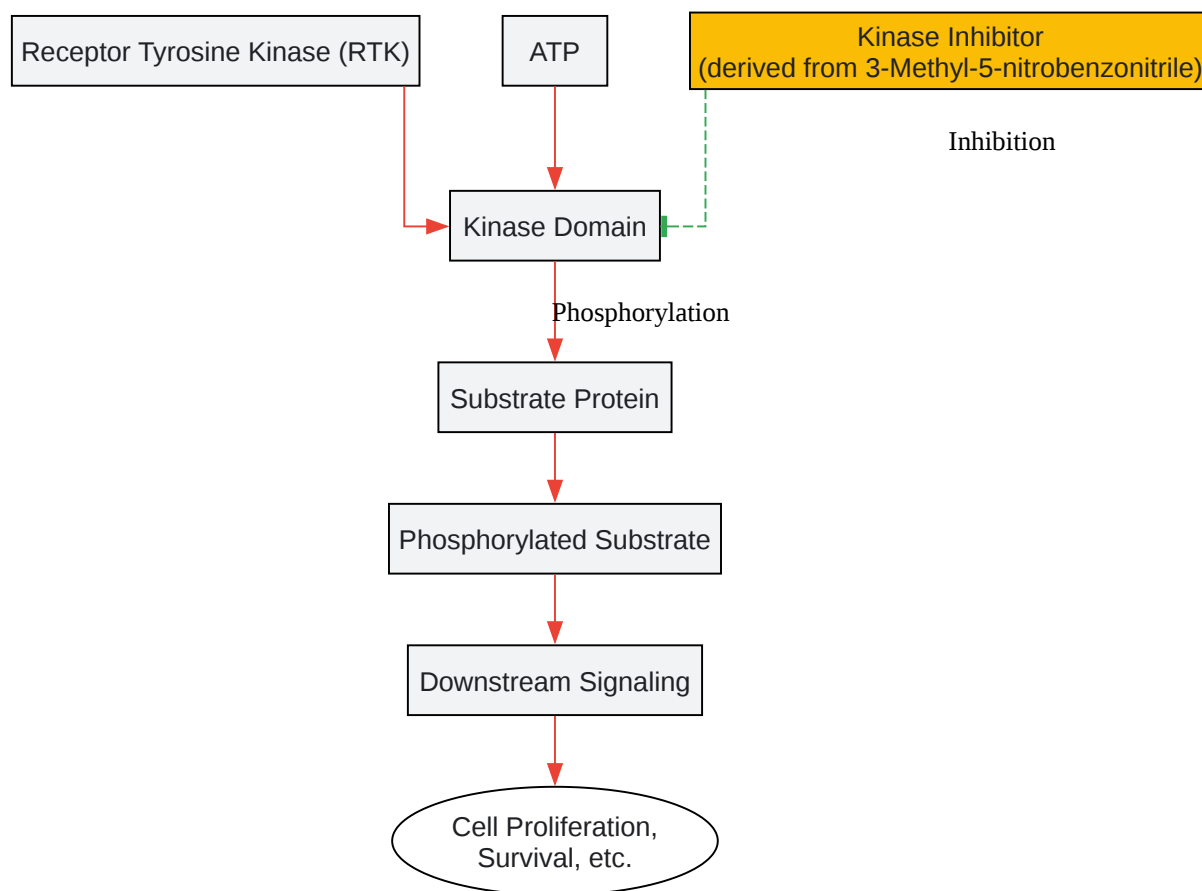 Receptor Tyrosine Kinase (RTK)
ATP
Kinase Inhibitor
(derived from 3-Methyl-5-nitrobenzonitrile)
Inhibition
Kinase Domain
Phosphorylation
Substrate Protein
Phosphorylated Substrate
Downstream Signaling
Cell Proliferation,
Survival, etc.